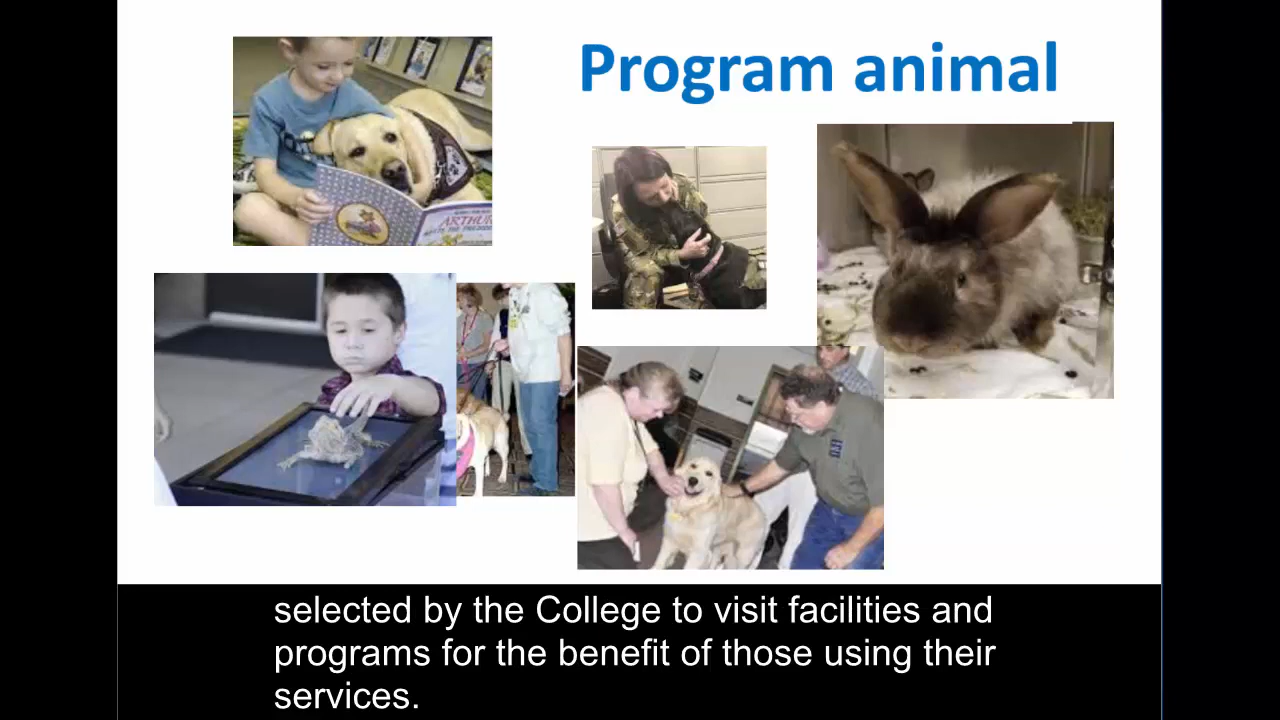 Program animal
ARTHUR
selected by the College to visit facilities and
programs for the benefit of those using their
services.